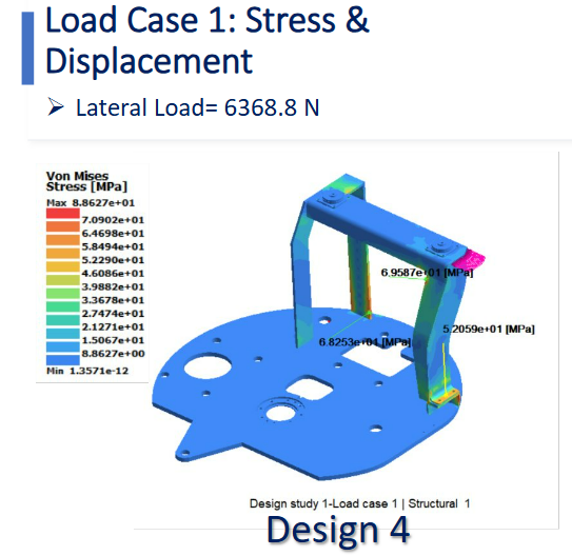 Load Case 1: Stress &
Displacement
➢ Lateral Load= 6368.8 N
Von Mises
Stress [MPa]
Max 8.8627e+01
7.0902e+01
6.4698e+01
5.8494e+01
5.2290e+01
4.6086e+01
3.9882e+01
3.3678e+01
2.7474e+01
2.1271e+01
1.5067e+01
8.8627e+00
Min 1.3571e-12
6.9587e+01 [MPa]
5.2059e+01 [MPa]
6.8253e+01 [MPa]
Design study 1-Load case 1 | Structural 1
Design 4